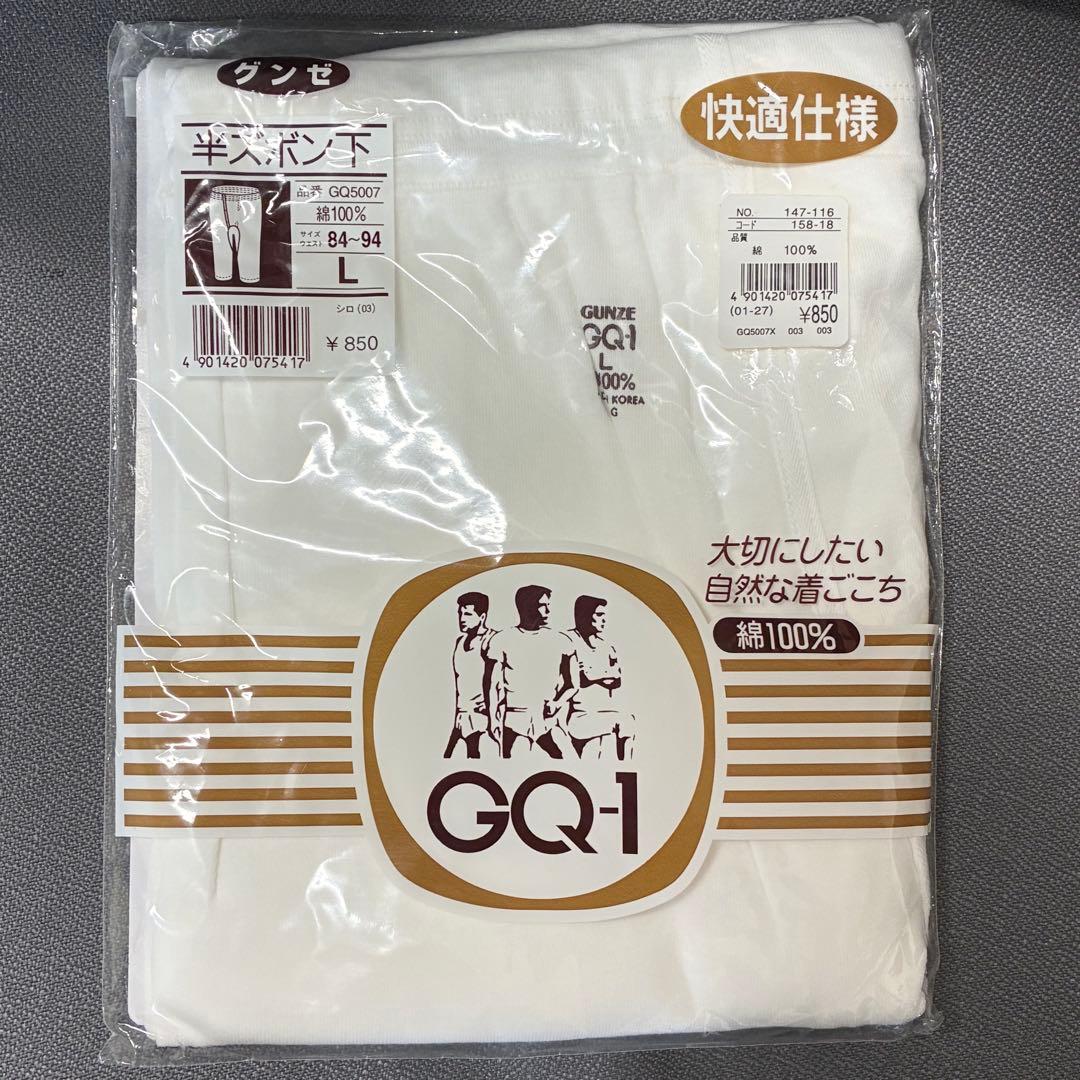 グンゼ
半ズボン下
品番 GQ5007
綿100%
サイズ
ウエスト 84~94
L
シロ (03)
4 901420 075417
¥ 850
快適仕様
NO. 147-116
コード 158-18
品質
綿 100%
4 901420 075417
(01-27) ¥850
GQ5007X 003 003
GUNZE
GQ-1
L
100%
KOREA
G
大切にしたい
自然な着ごこち
綿100%
GQ-1